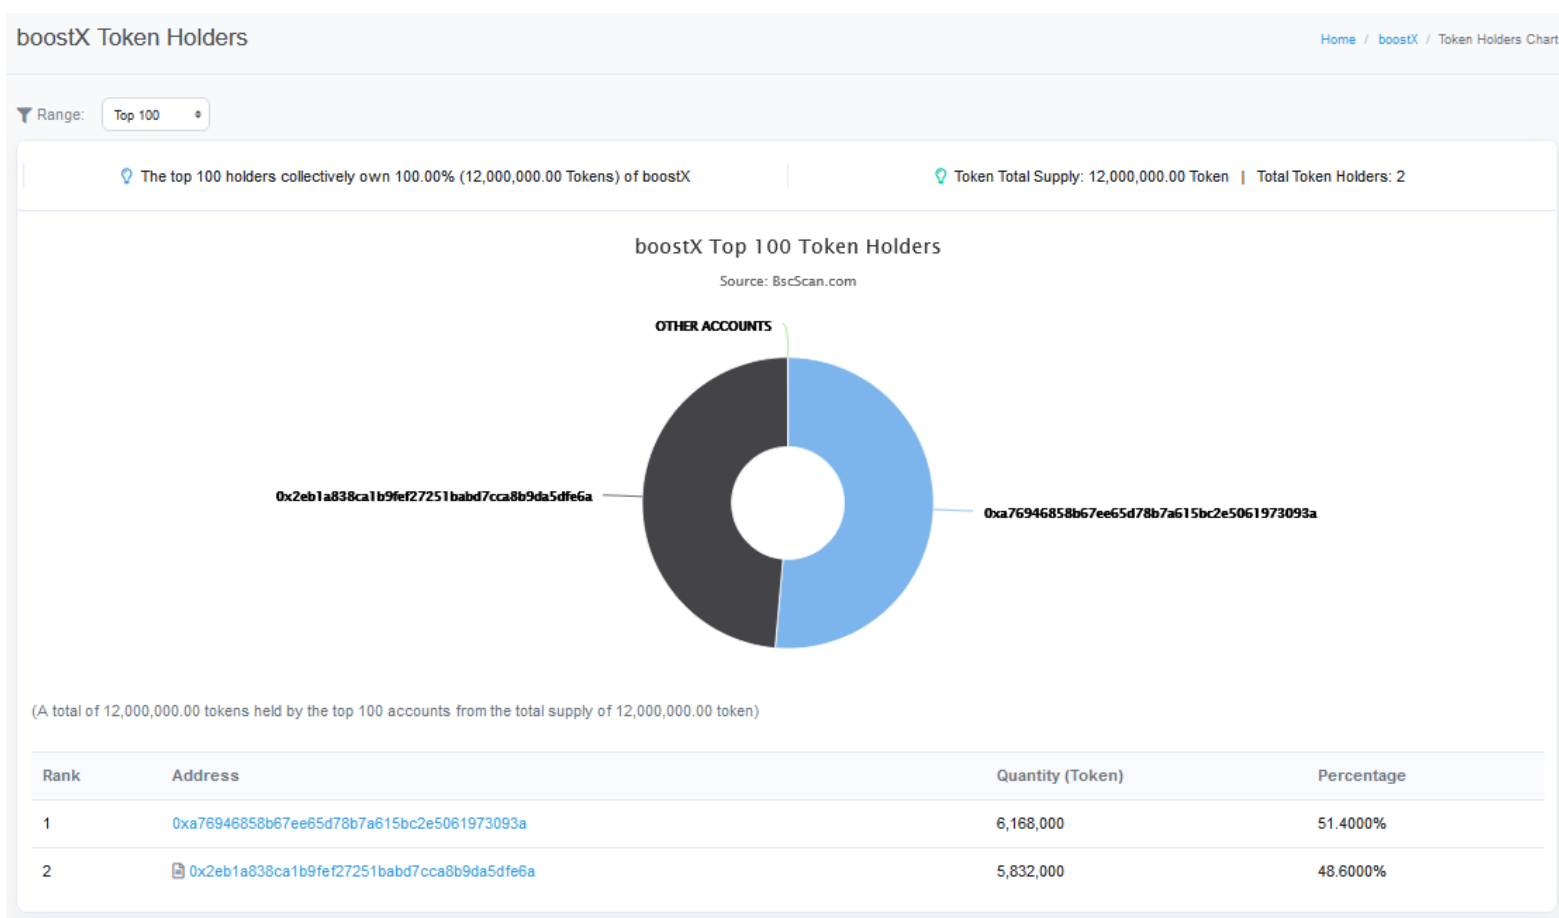 boostX Token Holders
Home / boostX / Token Holders Chart
Range: Top 100
The top 100 holders collectively own 100.00% (12,000,000.00 Tokens) of boostX
Token Total Supply: 12,000,000.00 Token | Total Token Holders: 2
boostX Top 100 Token Holders
Source: BscScan.com
OTHER ACCOUNTS
0x2eb1a838ca1b9fef27251babd7cca8b9da5dfe6a
0xa76946858b67ee65d78b7a615bc2e5061973093a
(A total of 12,000,000.00 tokens held by the top 100 accounts from the total supply of 12,000,000.00 token)
Rank Address Quantity (Token) Percentage
1 0xa76946858b67ee65d78b7a615bc2e5061973093a 6,168,000 51.4000%
2 0x2eb1a838ca1b9fef27251babd7cca8b9da5dfe6a 5,832,000 48.6000%